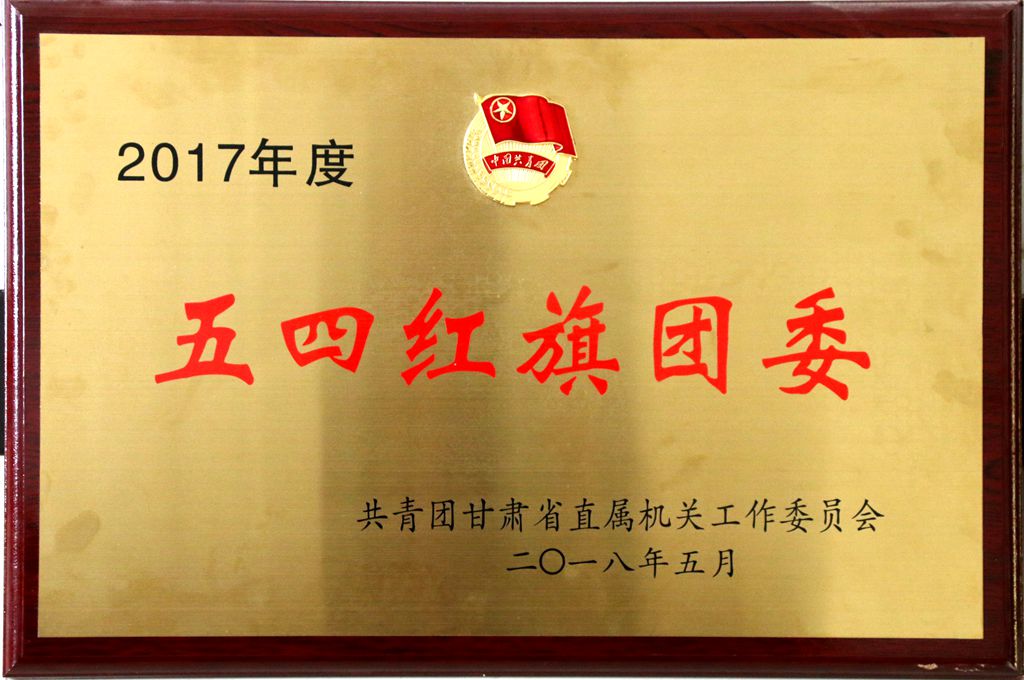 2017年度
中国共青团
五四红旗团委
共青团甘肃省直属机关工作委员会
二〇一八年五月